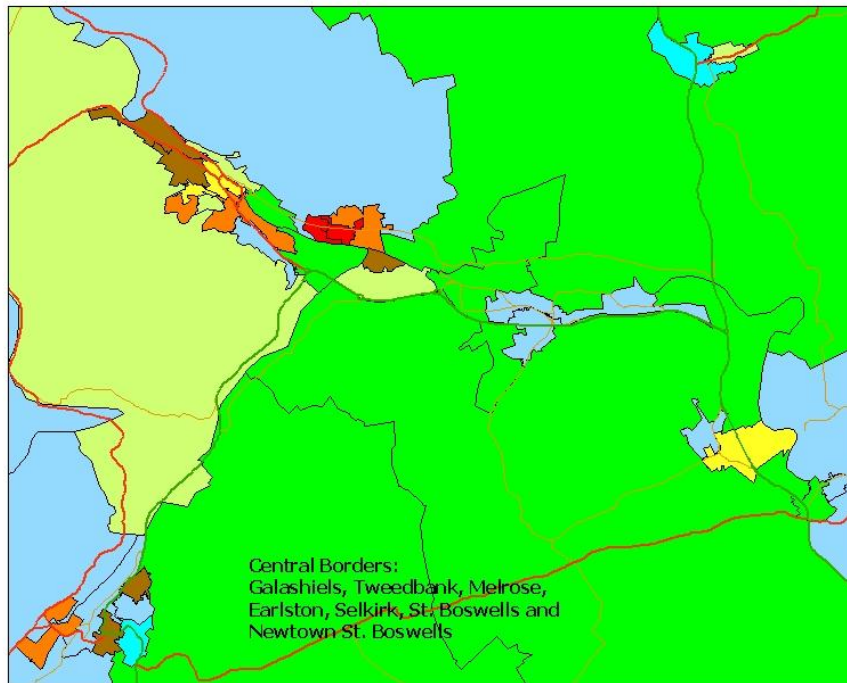 Central Borders:
Galashiels, Tweedbank, Melrose,
Earlston, Selkirk, St. Boswells and
Newtown St. Boswells